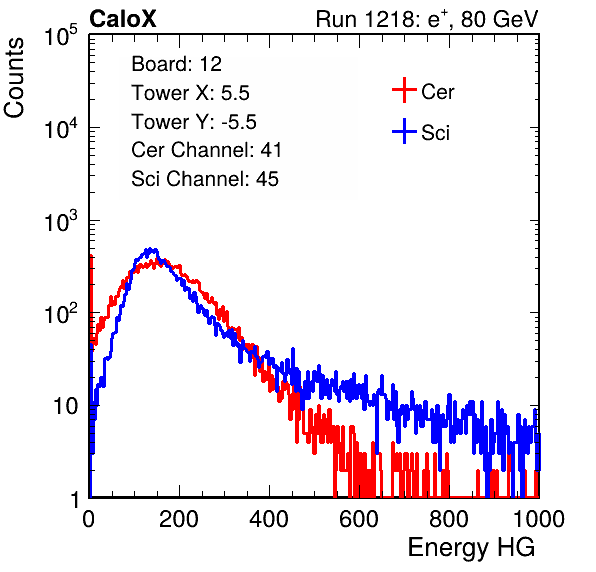 CaloX Run 1218: e⁺, 80 GeV
Counts
10⁵
10⁴
10³
10²
10
1
Board: 12
Tower X: 5.5
Tower Y: -5.5
Cer Channel: 41
Sci Channel: 45
Cer
Sci
0 200 400 600 800 1000
Energy HG